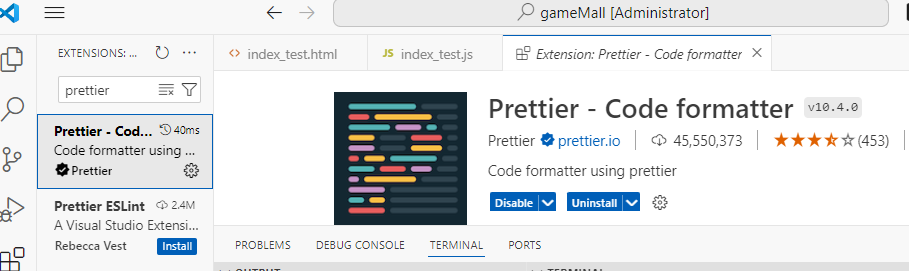 gameMall [Administrator]
EXTENSIONS: ...
index_test.html
JS index_test.js
Extension: Prettier - Code formatter
prettier
Prettier - Cod... 40ms
Code formatter using ...
Prettier
Prettier ESLint 2.4M
A Visual Studio Extensi...
Rebecca Vest Install
Prettier - Code formatter v10.4.0
Prettier prettier.io 45,550,373 (453)
Code formatter using prettier
Disable Uninstall
PROBLEMS DEBUG CONSOLE TERMINAL PORTS
OUTPUT TERMINAL